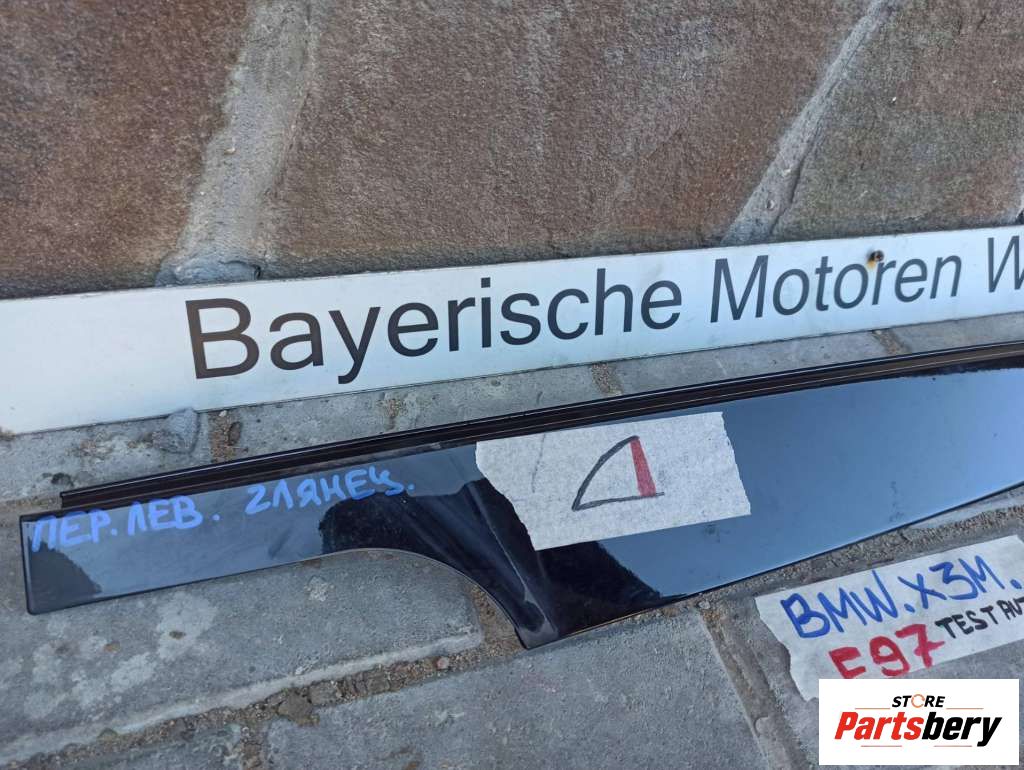 Bayerische Motoren W
ПЕР. ЛЕВ. ГЛЯНЕЦ.
BMW. X3M.
F97 TEST AUT
STORE
Partsbery